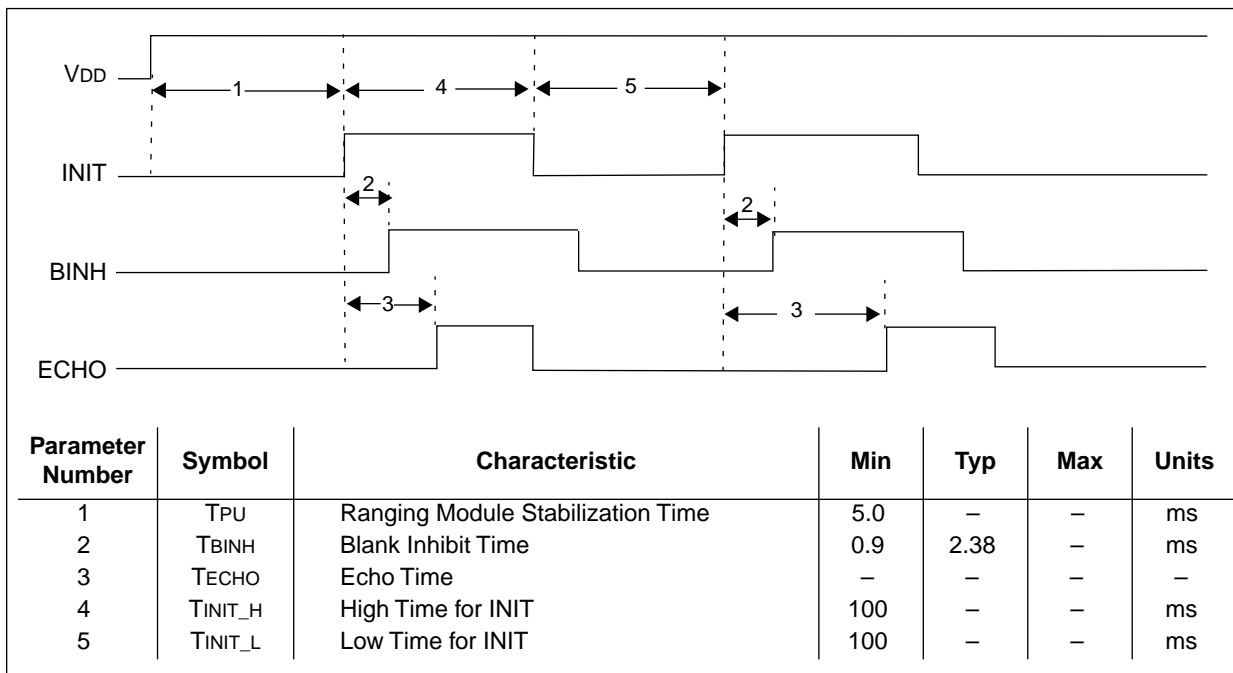 VDD
1
4
5
INIT
2
2
BINH
3
3
ECHO
Parameter Number Symbol Characteristic Min Typ Max Units
1 TPU Ranging Module Stabilization Time 5.0 – – ms
2 TBINH Blank Inhibit Time 0.9 2.38 – ms
3 TECHO Echo Time – – – –
4 TINIT_H High Time for INIT 100 – – ms
5 TINIT_L Low Time for INIT 100 – – ms